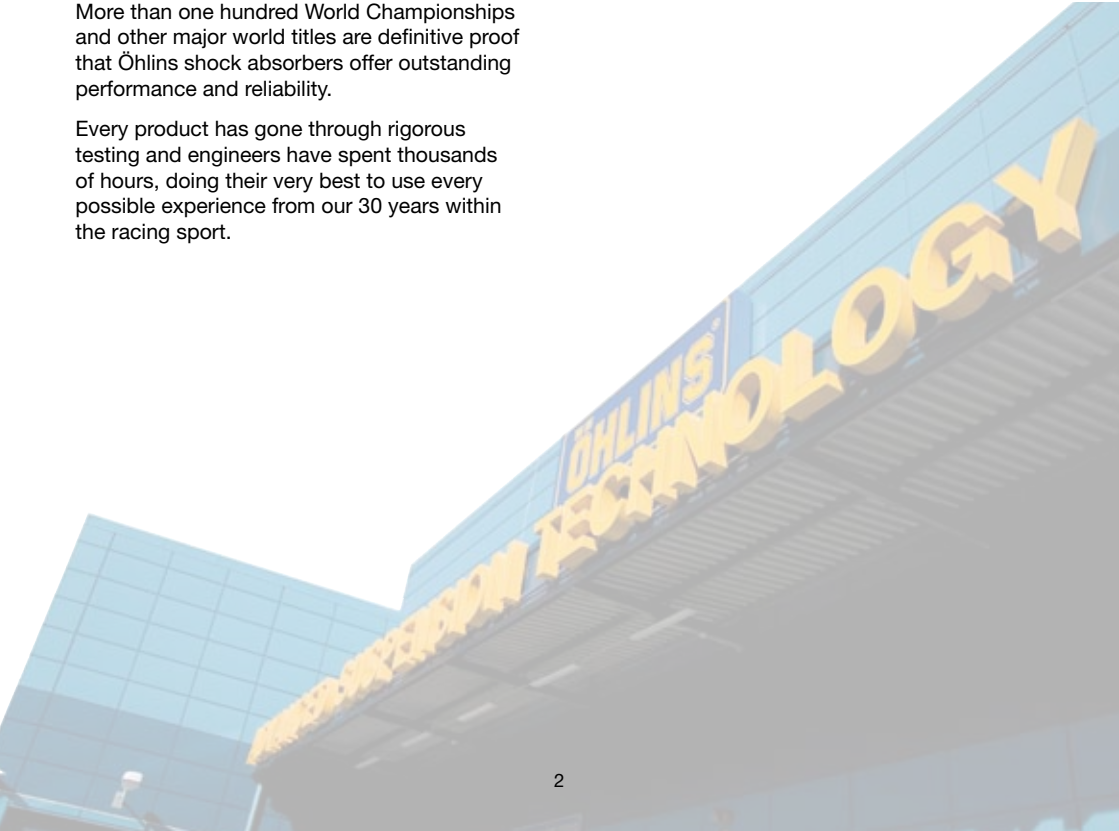 More than one hundred World Championships
and other major world titles are definitive proof
that Öhlins shock absorbers offer outstanding
performance and reliability.
Every product has gone through rigorous
testing and engineers have spent thousands
of hours, doing their very best to use every
possible experience from our 30 years within
the racing sport.
ÖHLINS
TECHNOLOGY
2